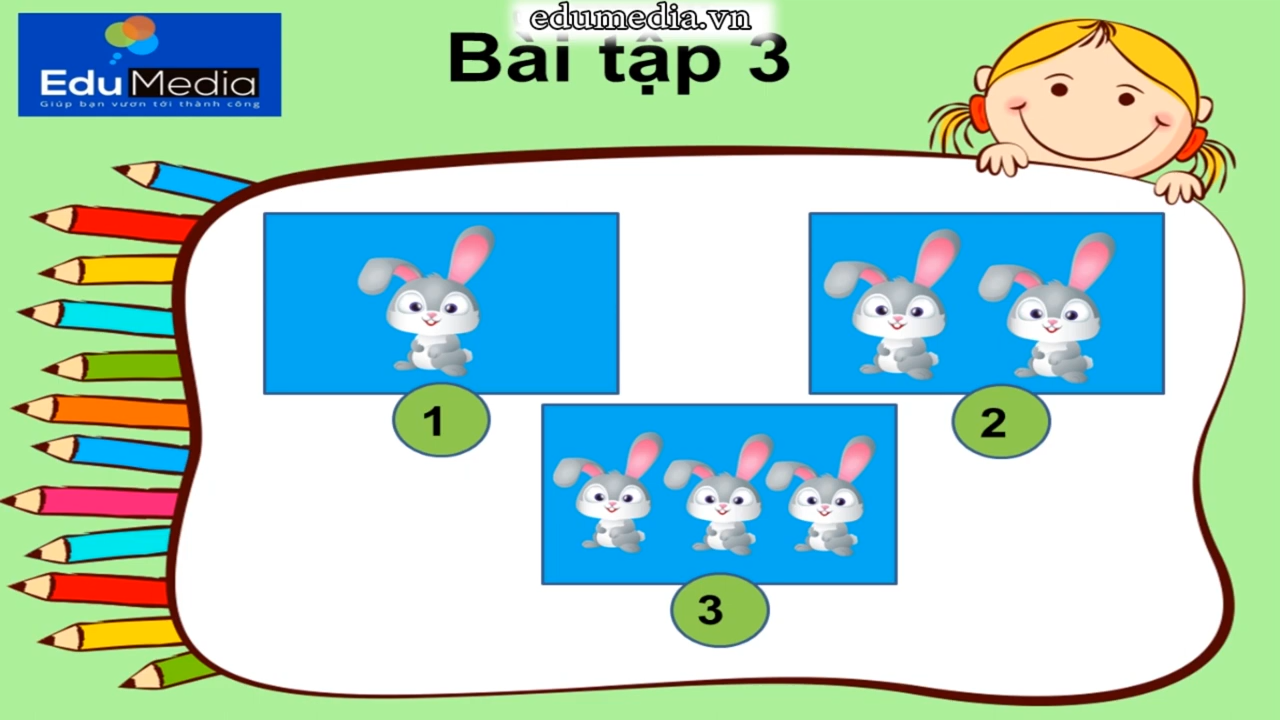 edumedia.vn
Bài tập 3
EduMedia
Giúp bạn vươn tới thành công
1
2
3